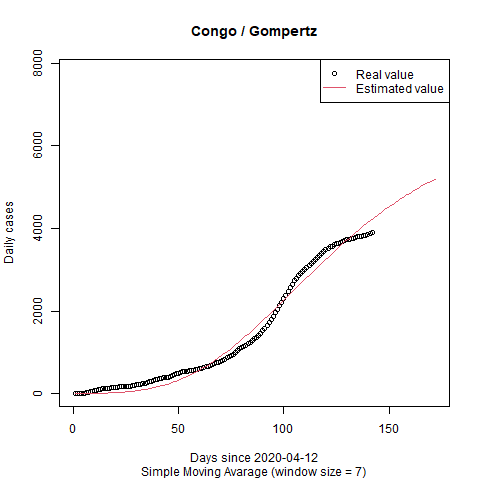 Congo / Gompertz
Real value
Estimated value
8000
6000
4000
2000
0
Daily cases
0 50 100 150
Days since 2020-04-12
Simple Moving Avarage (window size = 7)